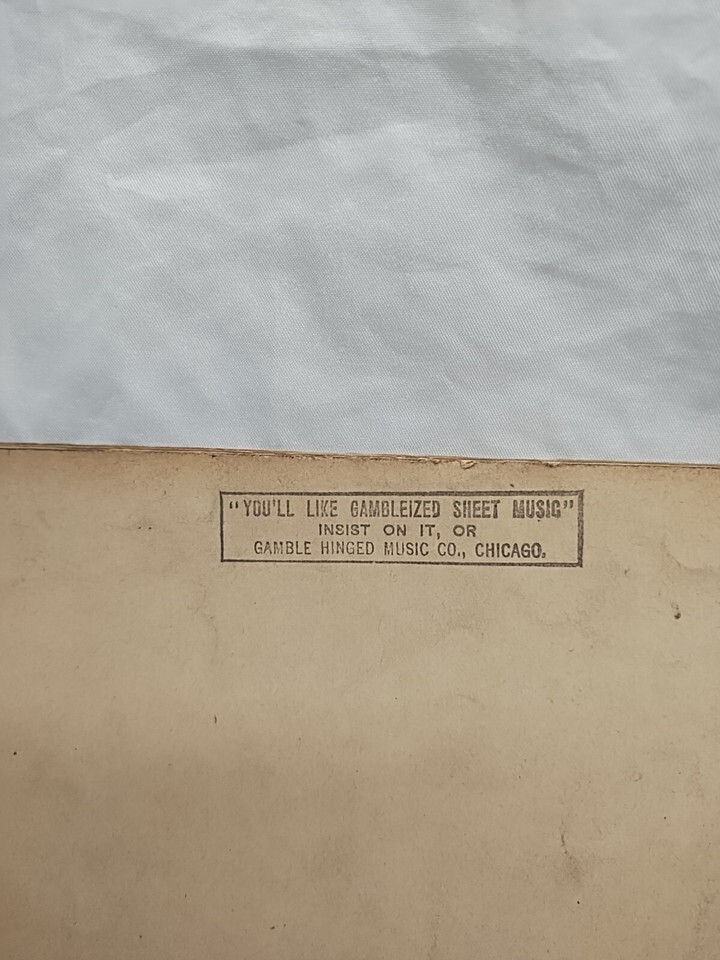 "YOU'LL LIKE GAMBLEIZED SHEET MUSIC"
INSIST ON IT, OR
GAMBLE HINGED MUSIC CO., CHICAGO.